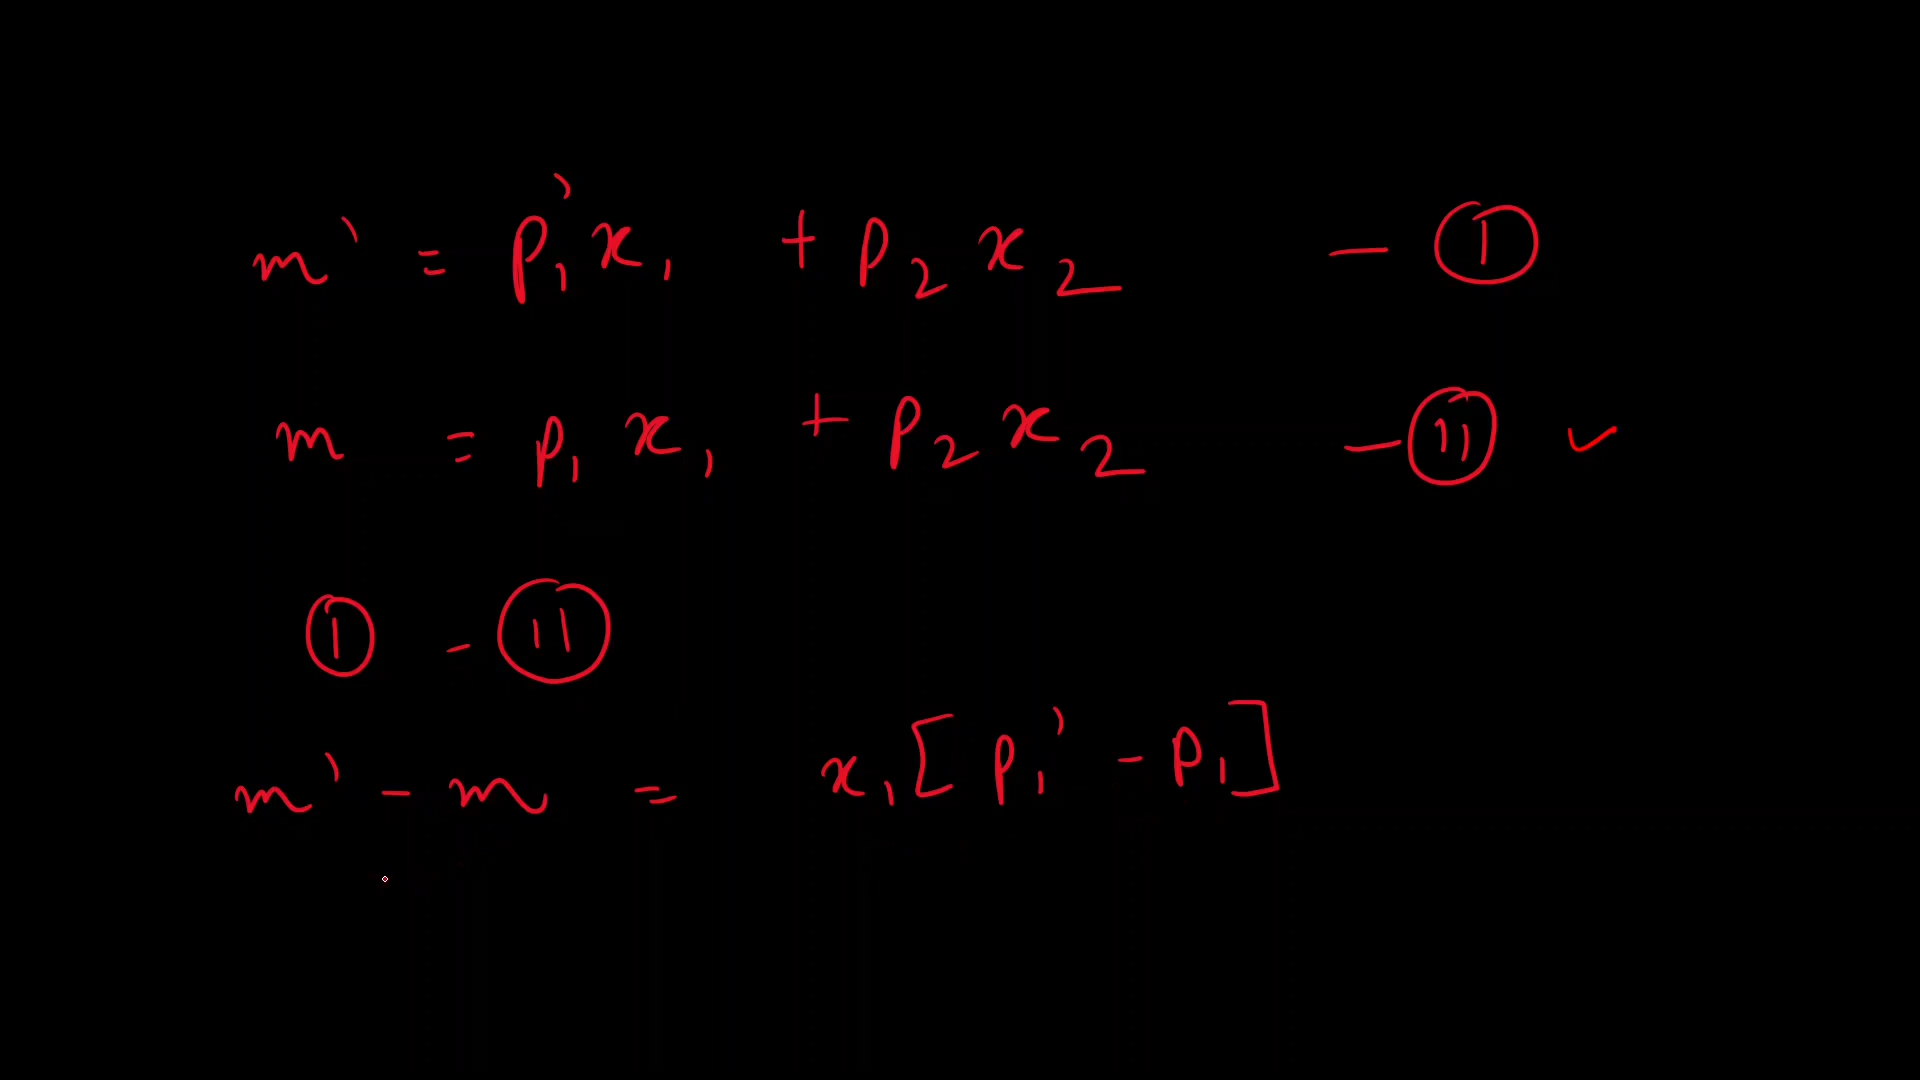 m' = p₁'x₁ + p₂x₂ — Ⓘ
m = p₁x₁ + p₂x₂ — (II) ✓
Ⓘ - (II)
m' - m = x₁[p₁' - p₁]